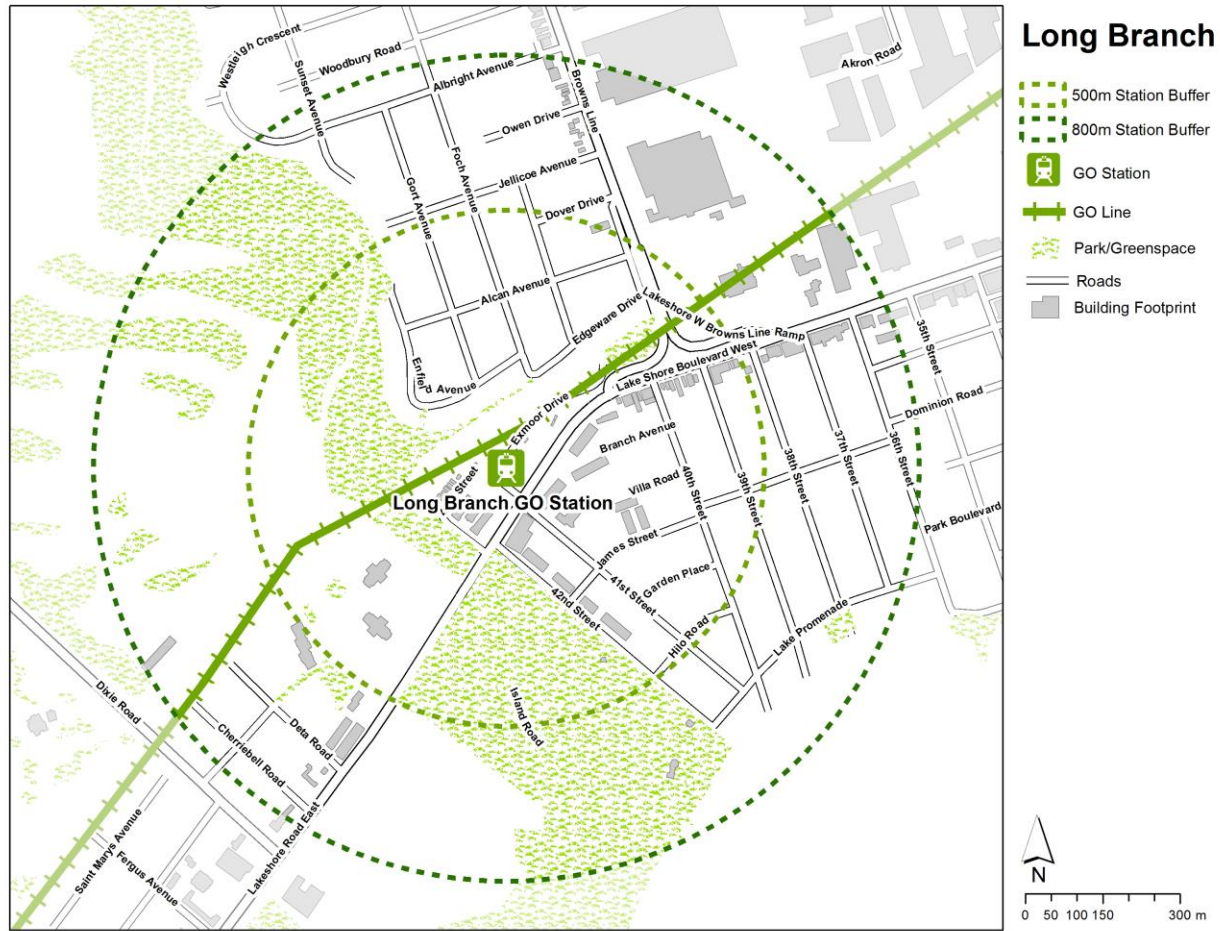 Long Branch
500m Station Buffer
800m Station Buffer
GO Station
GO Line
Park/Greenspace
Roads
Building Footprint
N
0 50 100 150 300 m
Westleigh Crescent
Sunset Avenue
Woodbury Road
Albright Avenue
Browns Line
Akron Road
Owen Drive
Foch Avenue
Gort Avenue
Jellicoe Avenue
Dover Drive
Alcan Avenue
Edgeware Drive
Lakeshore W Browns Line Ramp
Enfiel
d Avenue
Lake Shore Boulevard West
Exmoor Drive
Street
Long Branch GO Station
Branch Avenue
Villa Road
James Street
Garden Place
41st Street
42nd Street
Hilo Road
40th Street
39th Street
38th Street
37th Street
36th Street
35th Street
Dominion Road
Park Boulevard
Lake Promenade
Island Road
Dixie Road
Deta Road
Cherriebell Road
Lakeshore Road East
Saint Marys Avenue
Fergus Avenue